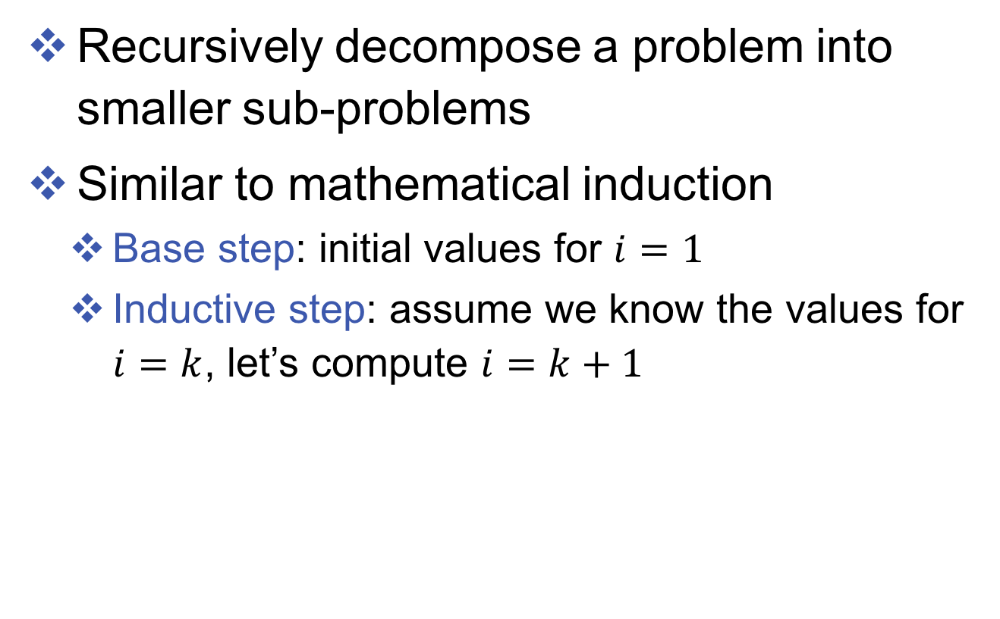 ❖ Recursively decompose a problem into
smaller sub-problems
❖ Similar to mathematical induction
❖ Base step: initial values for 𝑖 = 1
❖ Inductive step: assume we know the values for
𝑖 = 𝑘, let’s compute 𝑖 = 𝑘 + 1